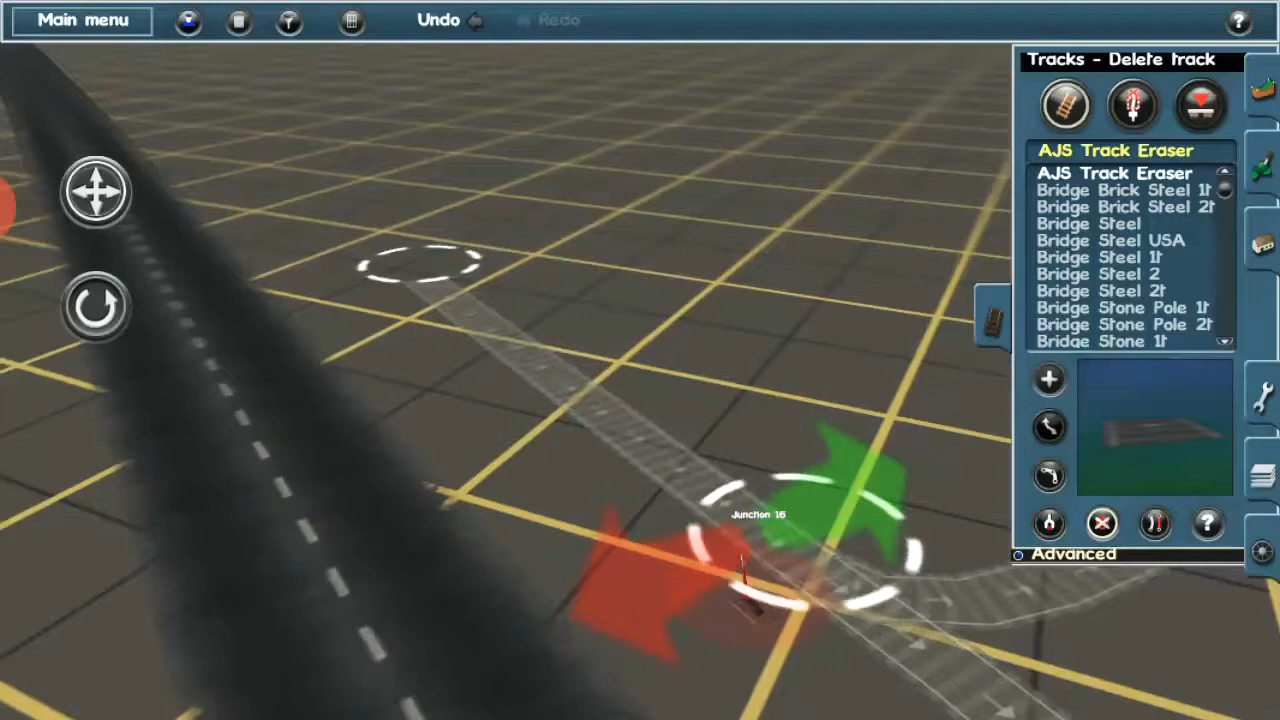 Main menu
Undo
Redo
?
Tracks - Delete track
AJS Track Eraser
AJS Track Eraser
Bridge Brick Steel 1t
Bridge Brick Steel 2t
Bridge Steel
Bridge Steel USA
Bridge Steel 1t
Bridge Steel 2
Bridge Steel 2t
Bridge Stone Pole 1t
Bridge Stone Pole 2t
Bridge Stone 1t
?
Advanced
Junction 16